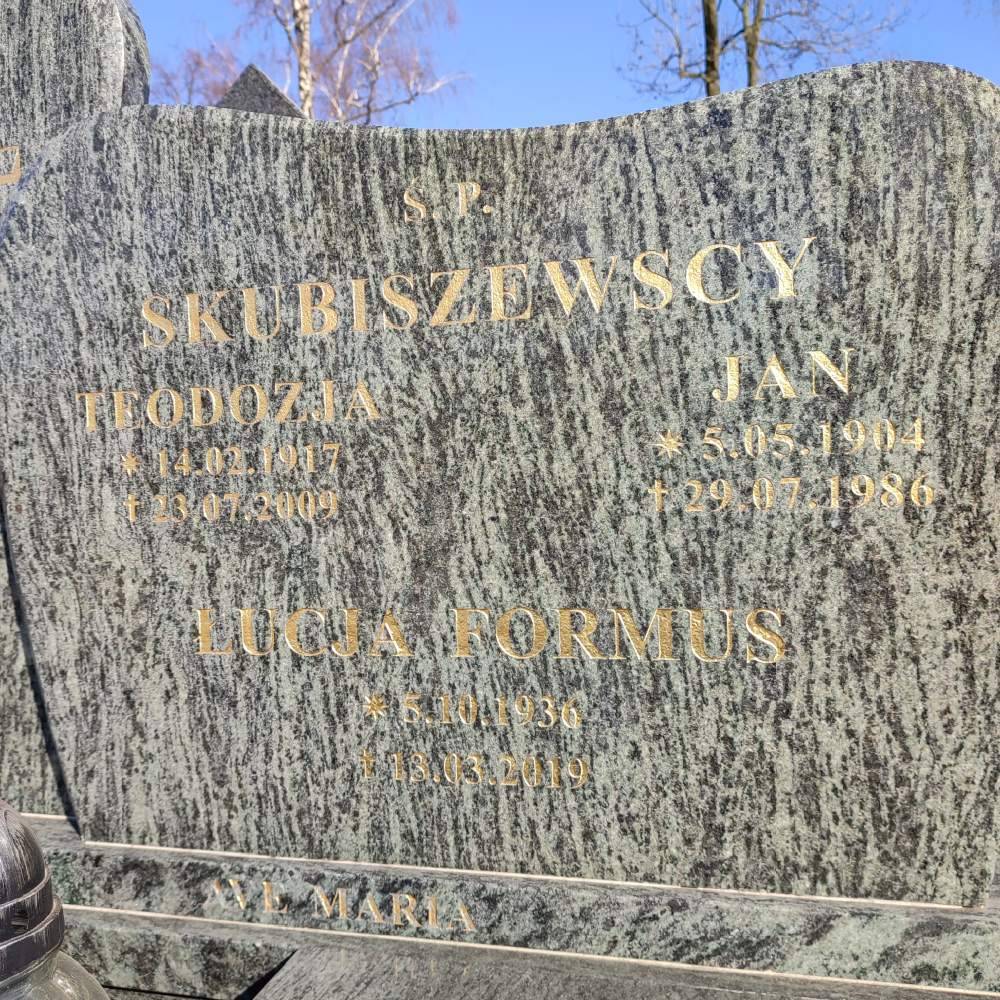 Ś. P.
SKUBISZEWSCY
TEODOZJA
* 14.02.1917
† 23.07.2009
JAN
* 5.05.1904
† 29.07.1986
ŁUCJA FORMUS
* 5.10.1936
† 13.03.2019
AVE MARIA